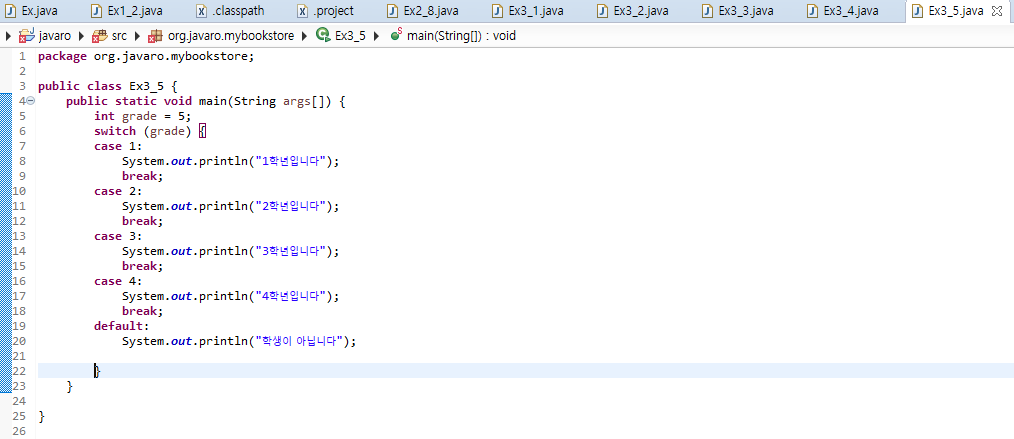 Ex.java Ex1_2.java .classpath .project Ex2_8.java Ex3_1.java Ex3_2.java Ex3_3.java Ex3_4.java Ex3_5.java
javaro src org.javaro.mybookstore Ex3_5 main(String[]) : void
1 package org.javaro.mybookstore;
2
3 public class Ex3_5 {
4 public static void main(String args[]) {
5 int grade = 5;
6 switch (grade) {
7 case 1:
8 System.out.println("1학년입니다");
9 break;
10 case 2:
11 System.out.println("2학년입니다");
12 break;
13 case 3:
14 System.out.println("3학년입니다");
15 break;
16 case 4:
17 System.out.println("4학년입니다");
18 break;
19 default:
20 System.out.println("학생이 아닙니다");
21
22 }
23 }
24
25 }
26